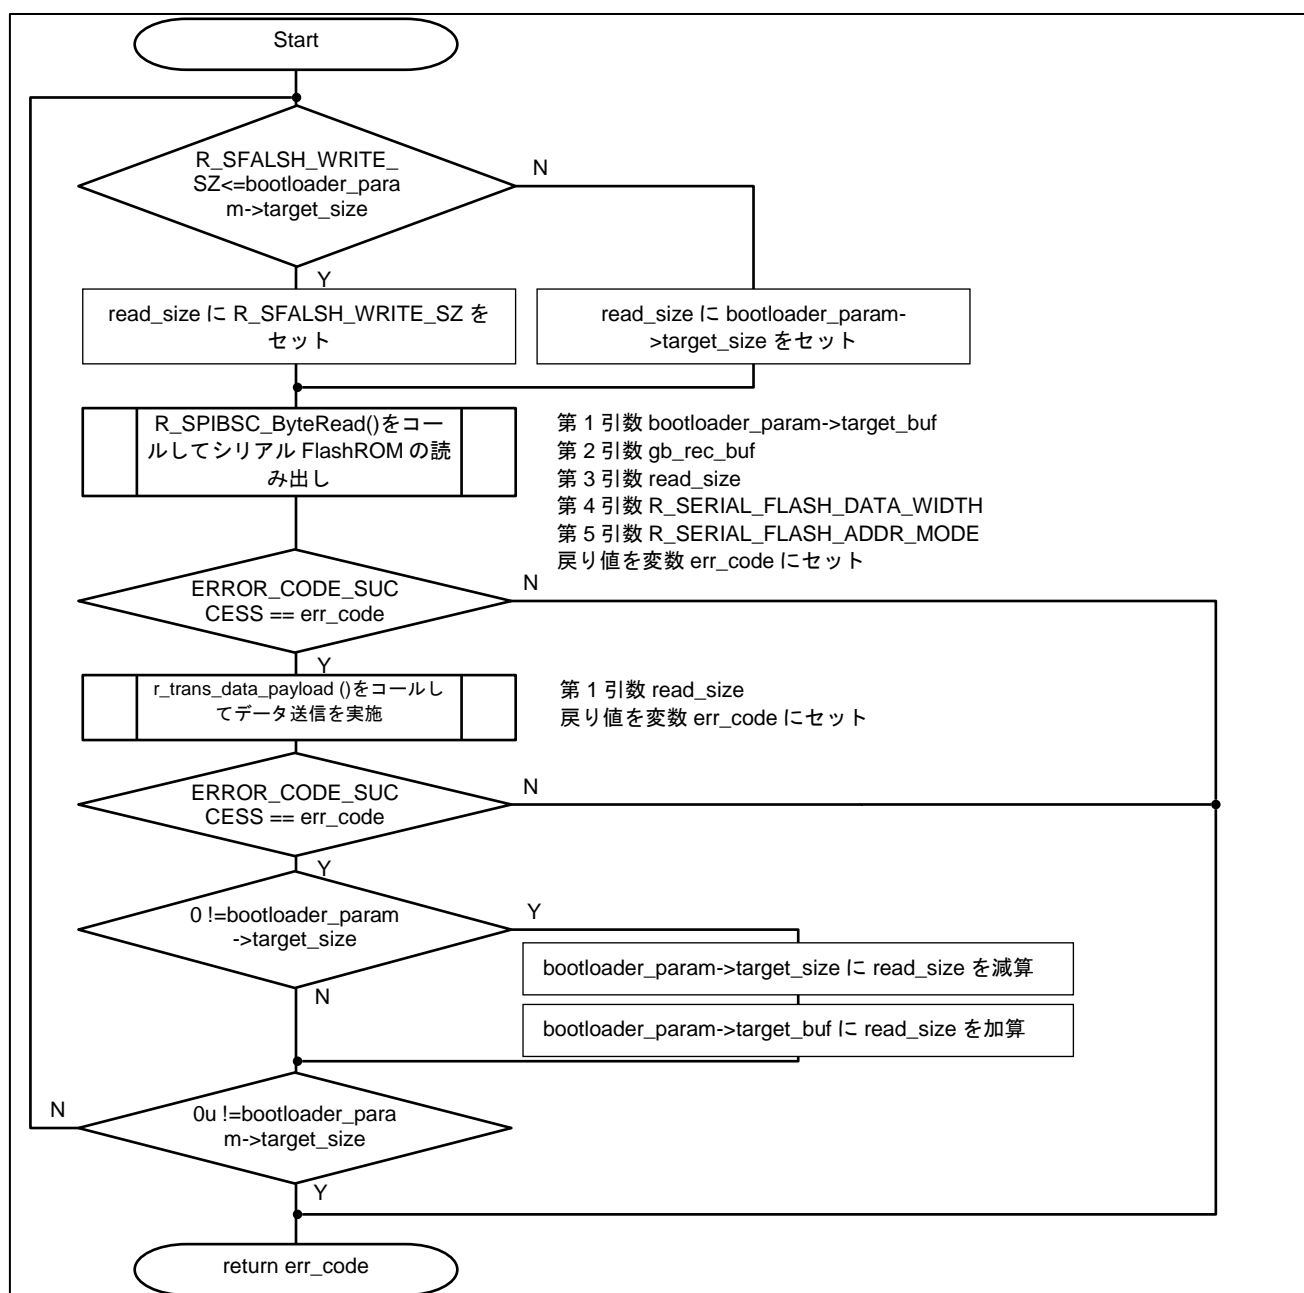 Start
R_SFALSH_WRITE_
SZ<=bootloader_para
m->target_size
N
Y
read_size に R_SFALSH_WRITE_SZ を
セット
read_size に bootloader_param-
>target_size をセット
R_SPIBSC_ByteRead()をコー
ルしてシリアル FlashROM の読
み出し
第 1 引数 bootloader_param->target_buf
第 2 引数 gb_rec_buf
第 3 引数 read_size
第 4 引数 R_SERIAL_FLASH_DATA_WIDTH
第 5 引数 R_SERIAL_FLASH_ADDR_MODE
戻り値を変数 err_code にセット
ERROR_CODE_SUC
CESS == err_code
N
Y
r_trans_data_payload ()をコールし
てデータ送信を実施
第 1 引数 read_size
戻り値を変数 err_code にセット
ERROR_CODE_SUC
CESS == err_code
N
Y
0 !=bootloader_param
->target_size
Y
N
bootloader_param->target_size に read_size を減算
bootloader_param->target_buf に read_size を加算
N
0u !=bootloader_para
m->target_size
Y
return err_code